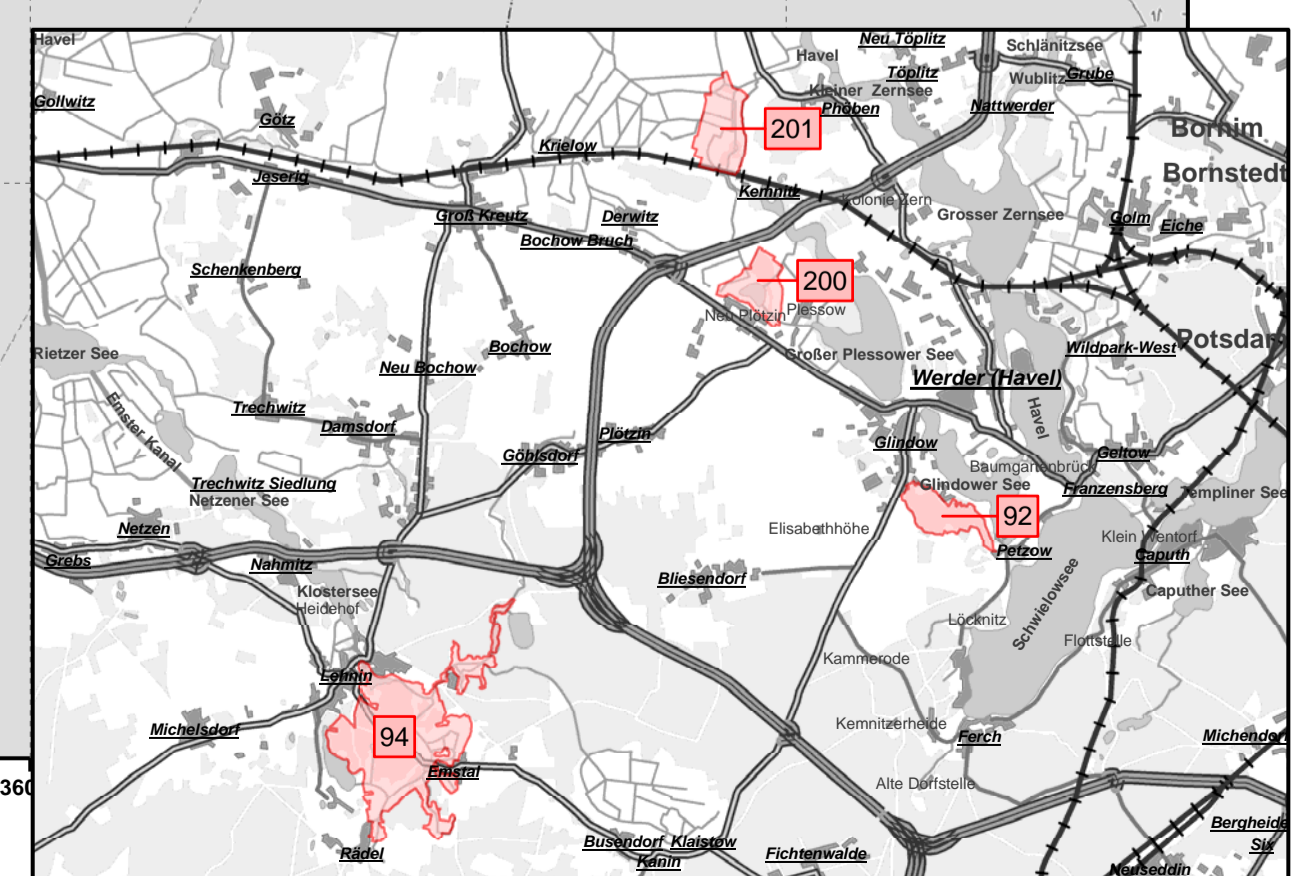 Havel
Neu Töplitz
Schlänitzsee
Havel
Töplitz
Wublitz
Grube
Kleiner Zernsee
Gollwitz
Phöben
Nattwerder
Götz
201
Bornim
Krielow
Bornstedt
Jeserig
Kemnitz
Kolonie Zern
Groß Kreutz
Derwitz
Grosser Zernsee
Golm
Eiche
Bochow Bruch
Schenkenberg
200
Neu Plötzin
Plessow
Rietzer See
Bochow
Großer Plessower See
Wildpark-West
Potsdam
Neu Bochow
Werder (Havel)
Trechwitz
Havel
Emster Kanal
Damsdorf
Plötzin
Glindow
Göhlsdorf
Geltow
Baumgartenbrück
Trechwitz Siedlung
Glindower See
Franzensberg
Templiner See
Netzener See
92
Netzen
Elisabethhöhe
Klein Wentorf
Petzow
Caputh
Grebs
Nahmitz
Bliesendorf
Klostersee
Caputher See
Heidehof
Schwielowsee
Löcknitz
Flottstelle
Kammerode
Lehnin
Kemnitzerheide
Michelsdorf
94
Ferch
Michendor
Emstal
Alte Dorfstelle
360
Bergheide
Busendorf
Klaistow
Six
Rädel
Kanin
Fichtenwalde
Neuseddin